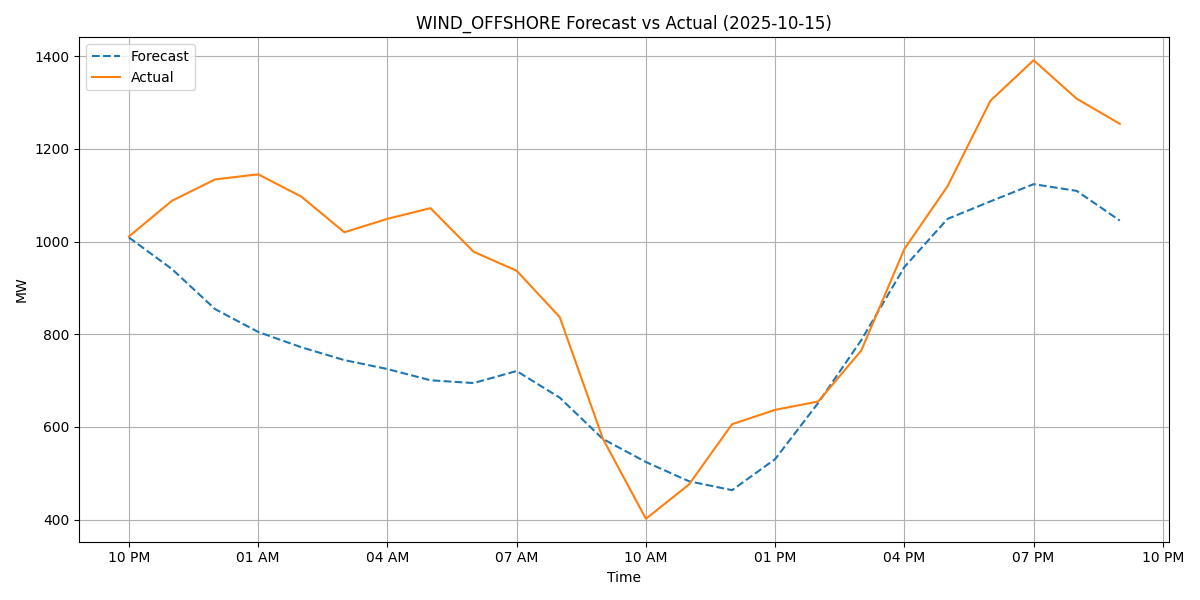 WIND_OFFSHORE Forecast vs Actual (2025-10-15)
Forecast
Actual
1400
1200
1000
800
600
400
MW
10 PM 01 AM 04 AM 07 AM 10 AM 01 PM 04 PM 07 PM 10 PM
Time